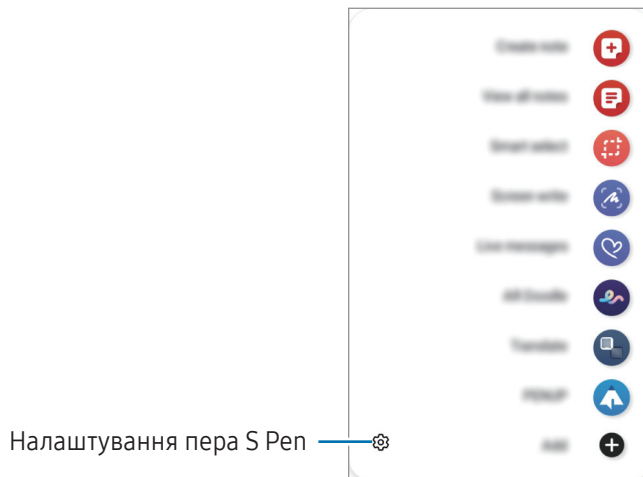 Create note
View all notes
Smart select
Screen write
Live messages
AR Doodle
Translate
PENUP
Налаштування пера S Pen
Add